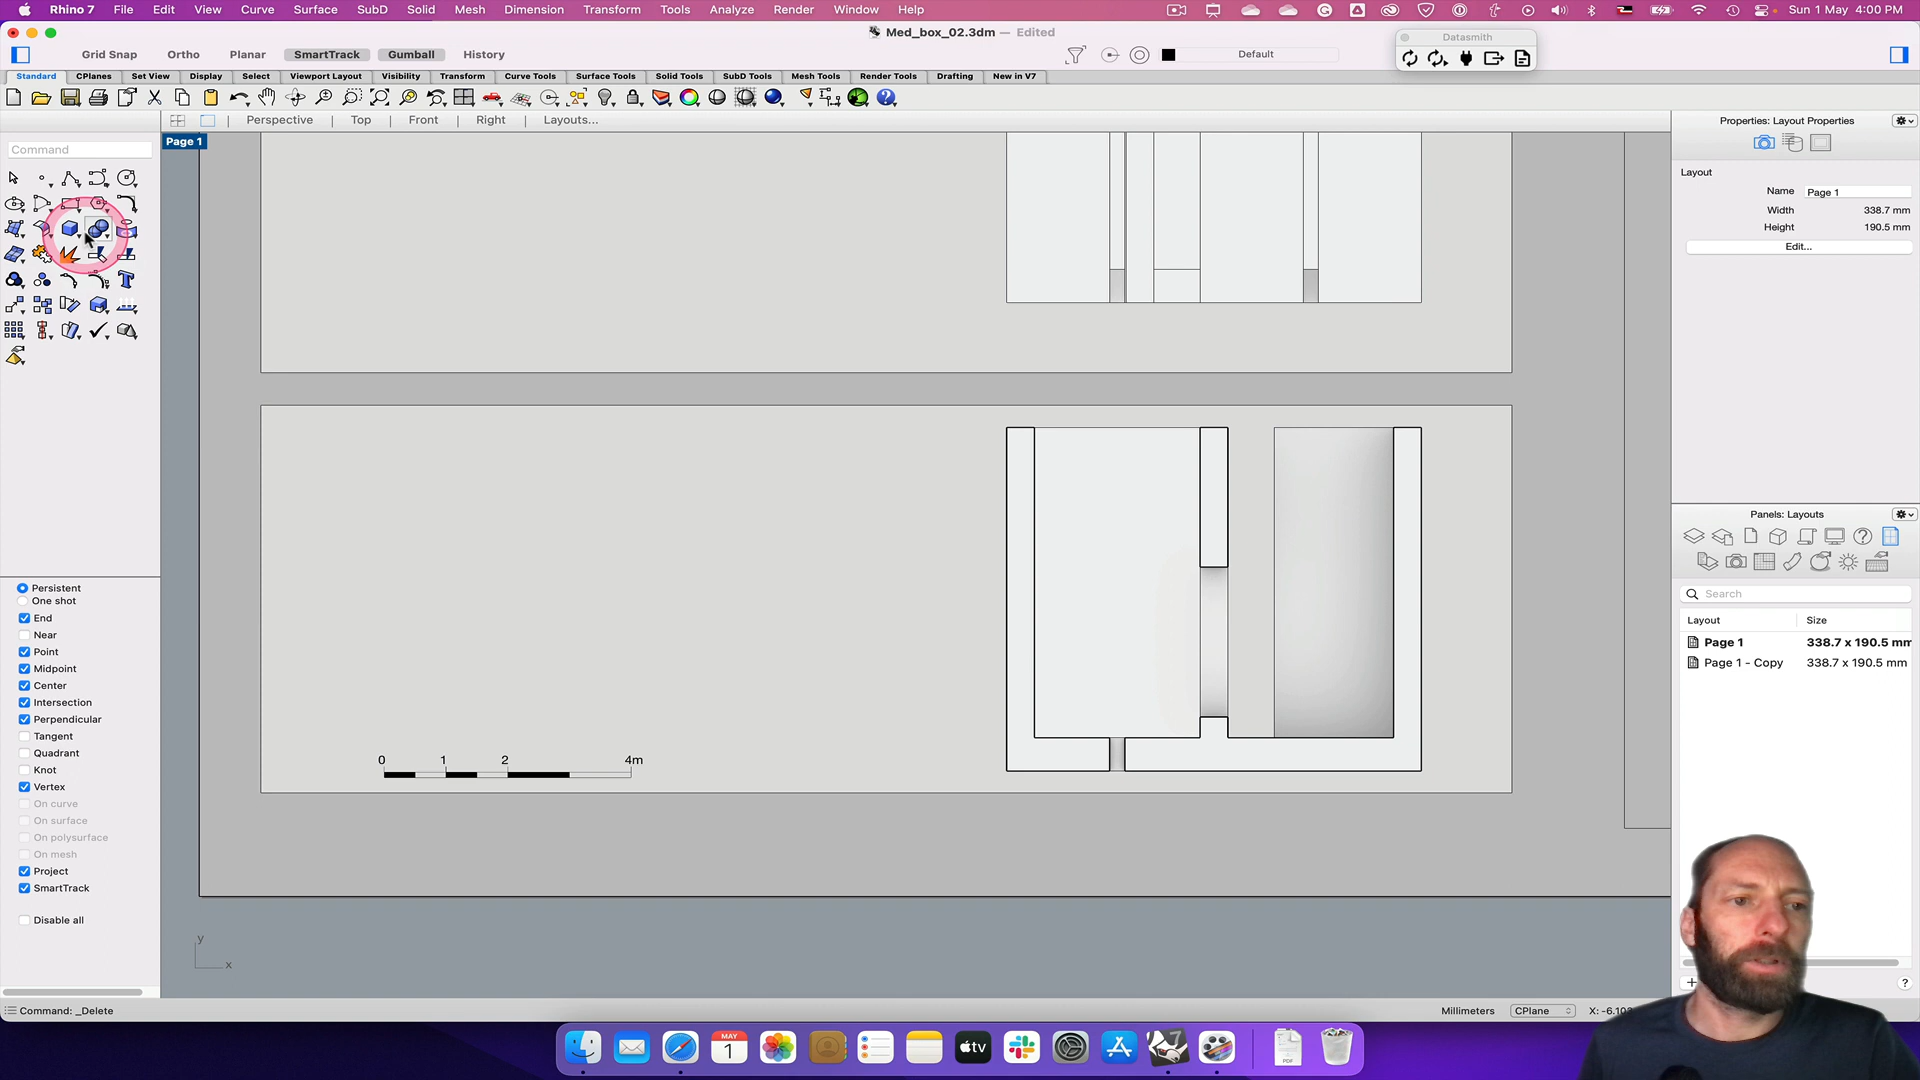 Rhino 7 File Edit View Curve Surface SubD Solid Mesh Dimension Transform Tools Analyze Render Window Help Sun 1 May 4:00 PM
Med_box_02.3dm — Edited
Grid Snap Ortho Planar SmartTrack Gumball History Default Datasmith
Standard CPlanes Set View Display Select Viewport Layout Visibility Transform Curve Tools Surface Tools Solid Tools SubD Tools Mesh Tools Render Tools Drafting New in V7
Perspective Top Front Right Layouts...
Page 1
Command
Properties: Layout Properties
Layout
Name Page 1
Width 338.7 mm
Height 190.5 mm
Edit...
Panels: Layouts
Search
Layout Size
Page 1 338.7 x 190.5 mm
Page 1 - Copy 338.7 x 190.5 mm
Persistent
One shot
End
Near
Point
Midpoint
Center
Intersection
Perpendicular
Tangent
Quadrant
Knot
Vertex
On curve
On surface
On polysurface
On mesh
Project
SmartTrack
Disable all
0 1 2 4m
y
x
Command: _Delete
Millimeters CPlane
MAY
1
tv
PDF